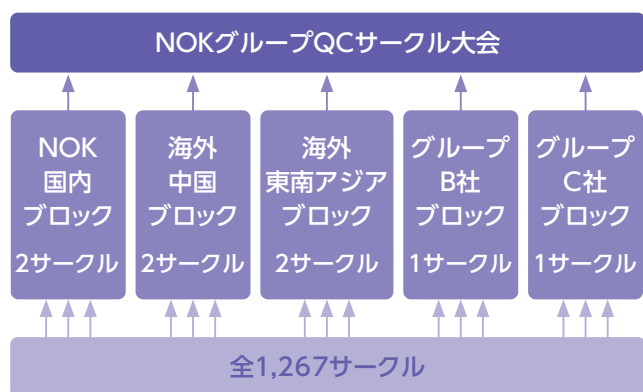 NOKグループQCサークル大会
NOK
国内
ブロック
2サークル
海外
中国
ブロック
2サークル
海外
東南アジア
ブロック
2サークル
グループ
B社
ブロック
1サークル
グループ
C社
ブロック
1サークル
全1,267サークル